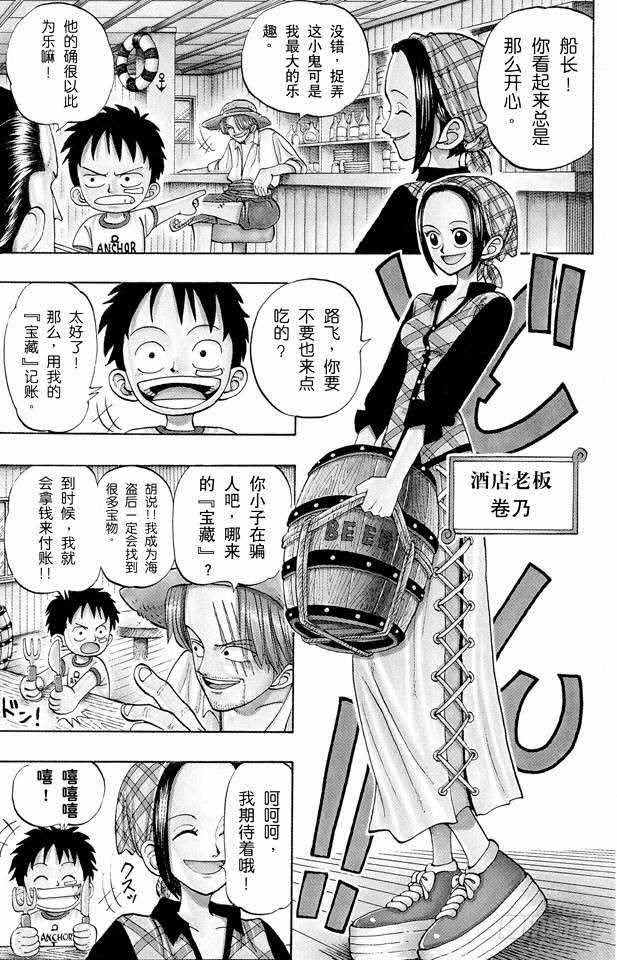 船长！
你看起来总是
那么开心。
没错，捉弄
这小鬼可是
我最大的乐
趣。
他的确很以此
为乐嘛！
ANCHOR
路飞，你要
不要也来点
吃的？
太好了！
那么，用我的
『宝藏』记账。
酒店老板
卷乃
BEER
你小子在骗
人吧，哪来
的『宝藏』？
胡说!!我成为海
盗后一定会找到
很多宝物。
到时候，我就
会拿钱来付账!!
ドン!
呵呵呵，
我期待着哦！
クスッ
嘻嘻嘻
嘻！
ANCHOR